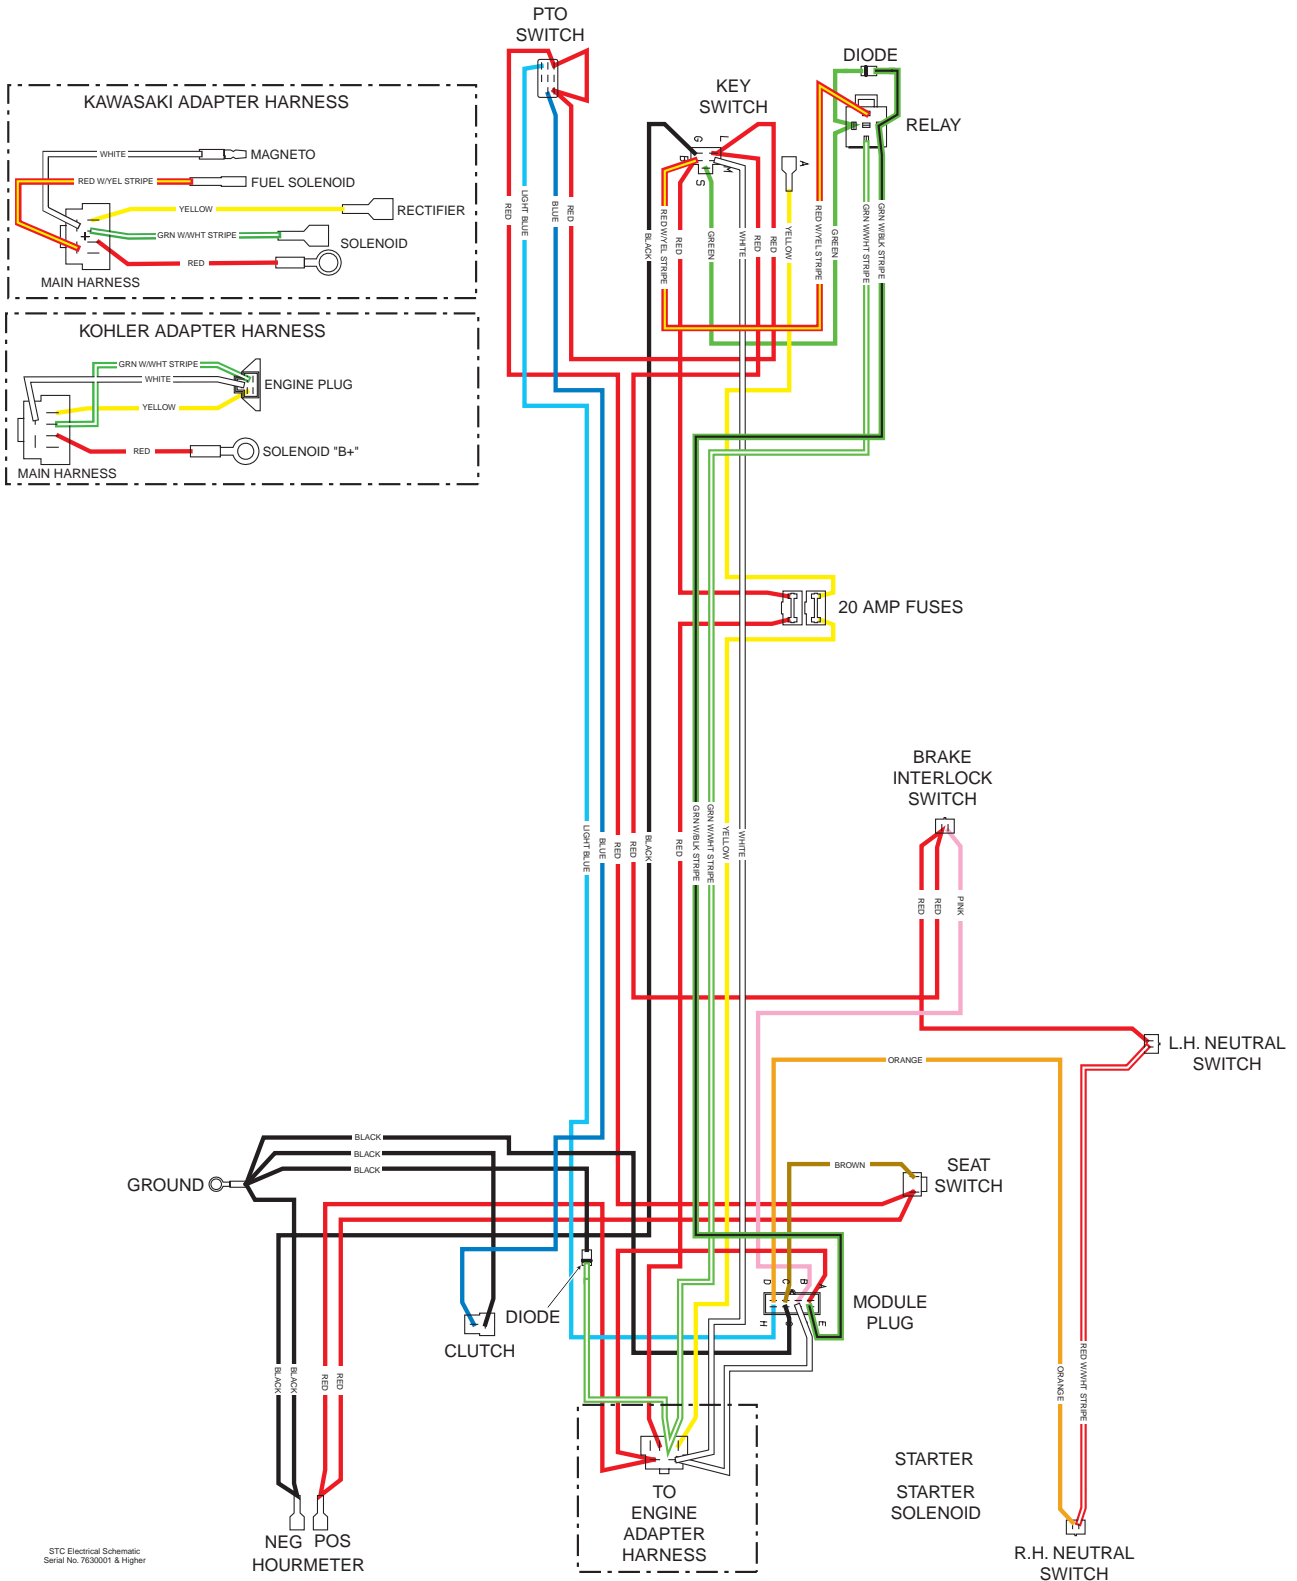 PTO
SWITCH
DIODE
KEY
SWITCH
RELAY
KAWASAKI ADAPTER HARNESS
WHITE
MAGNETO
RED W/YEL STRIPE
FUEL SOLENOID
YELLOW
RECTIFIER
GRN W/WHT STRIPE
SOLENOID
RED
MAIN HARNESS
KOHLER ADAPTER HARNESS
GRN W/WHT STRIPE
WHITE
ENGINE PLUG
YELLOW
RED
SOLENOID "B+"
MAIN HARNESS
G
L
B
M
S
A
RED
LIGHT BLUE
BLUE
RED
BLACK
RED W/YEL STRIPE
RED
GREEN
WHITE
RED
RED
YELLOW
RED W/YEL STRIPE
GREEN
GRN W/WHT STRIPE
GRN W/BLK STRIPE
20 AMP FUSES
BRAKE
INTERLOCK
SWITCH
LIGHT BLUE
BLUE
RED
RED
BLACK
RED
GRN W/BLK STRIPE
GRN W/WHT STRIPE
YELLOW
WHITE
RED
RED
PINK
L.H. NEUTRAL
SWITCH
ORANGE
BLACK
BLACK
BLACK
GROUND
BROWN
SEAT
SWITCH
D
C
B
A
H
G
E
MODULE
PLUG
DIODE
CLUTCH
BLACK
BLACK
RED
RED
ORANGE
RED W/WHT STRIPE
STARTER
STARTER
SOLENOID
TO
ENGINE
ADAPTER
HARNESS
NEG
POS
HOURMETER
R.H. NEUTRAL
SWITCH
STC Electrical Schematic
Serial No. 7630001 & Higher